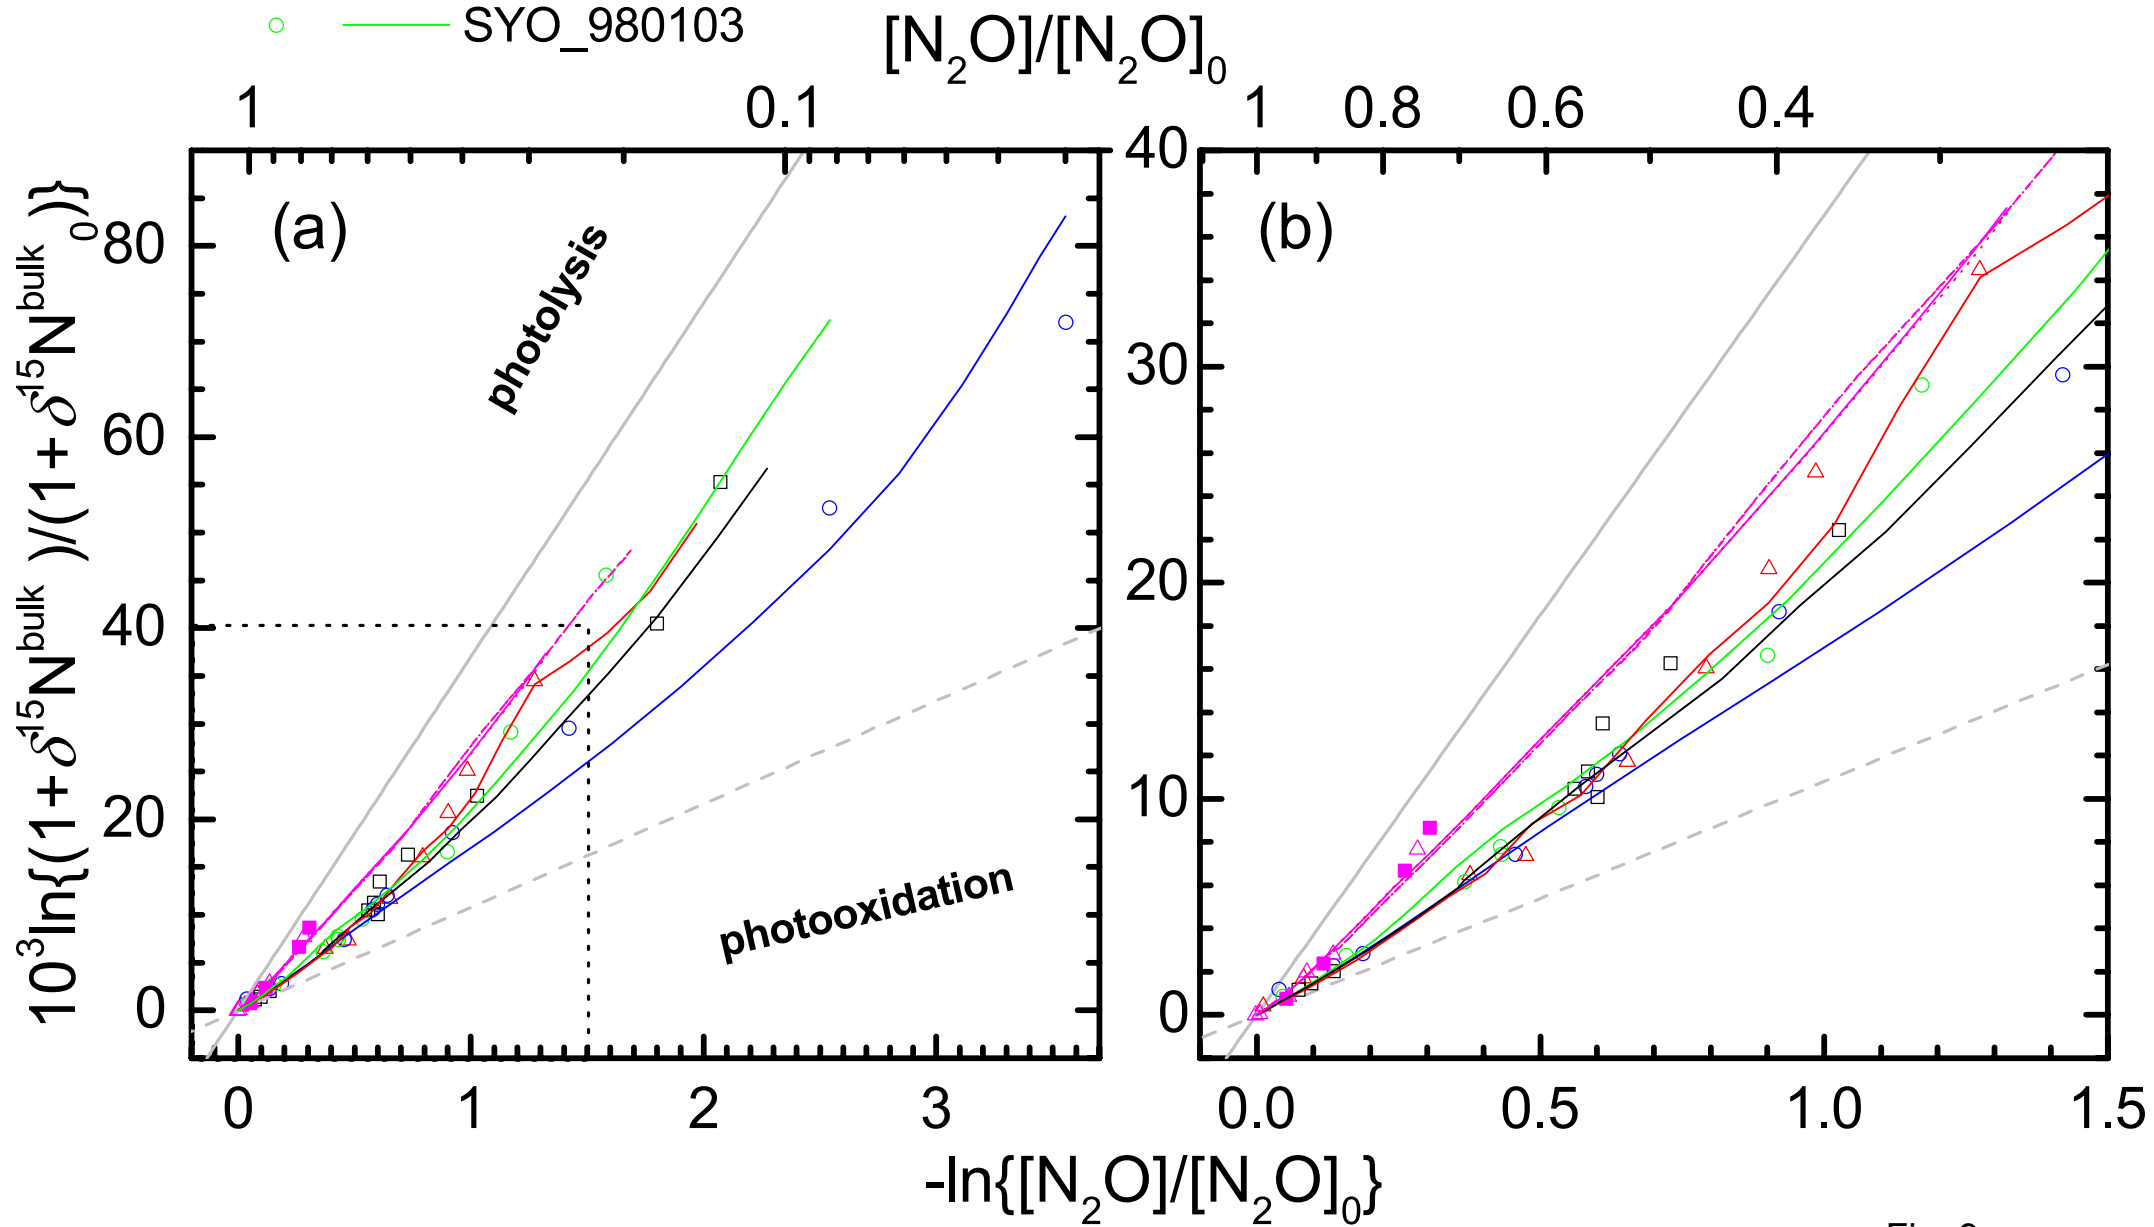 SYO_980103
[N2O]/[N2O]0
1 0.1
1 0.8 0.6 0.4
(a)
(b)
photolysis
photooxidation
10³ln{(1+δ¹⁵Nbulk)/(1+δ¹⁵Nbulk0)}
80
60
40
20
0
40
30
20
10
0
0 1 2 3
0.0 0.5 1.0 1.5
-ln{[N2O]/[N2O]0}